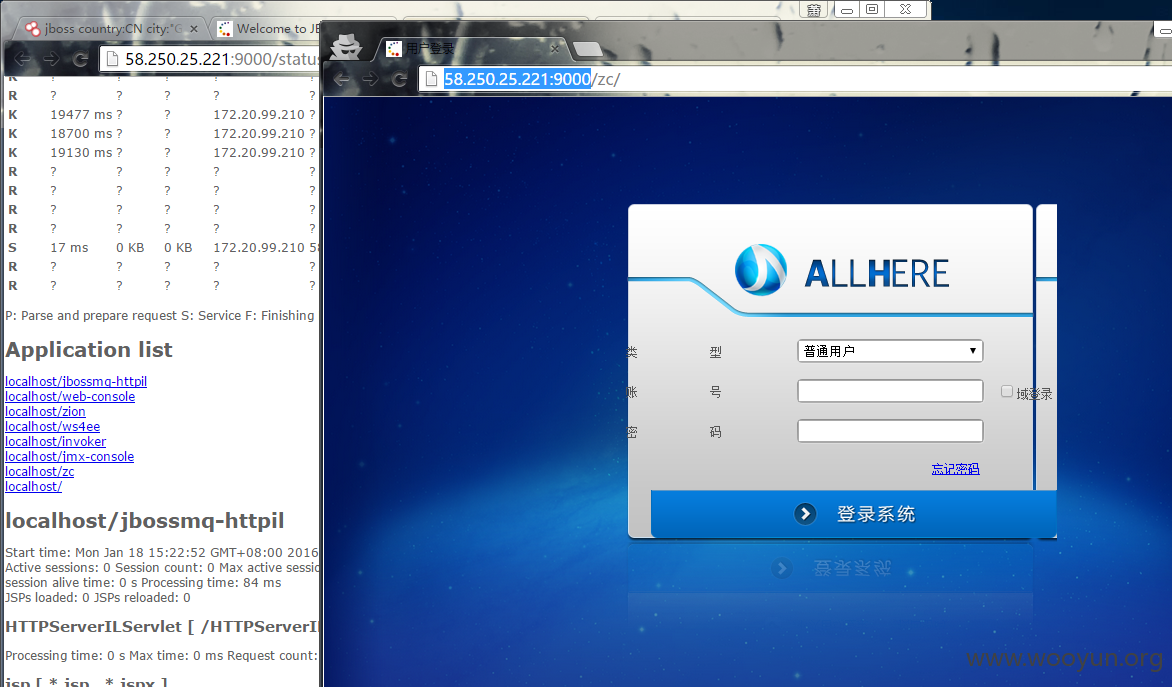 jboss country:CN city:"G
Welcome to JE
58.250.25.221:9000/status
R ? ? ? ? ?
R ? ? ? ? ?
K 19477 ms ? ? 172.20.99.210 ?
K 18700 ms ? ? 172.20.99.210 ?
K 19130 ms ? ? 172.20.99.210 ?
R ? ? ? ? ?
R ? ? ? ? ?
R ? ? ? ? ?
R ? ? ? ? ?
S 17 ms 0 KB 0 KB 172.20.99.210 58
R ? ? ? ? ?
R ? ? ? ? ?
P: Parse and prepare request S: Service F: Finishing
Application list
localhost/jbossmq-httpil
localhost/web-console
localhost/zion
localhost/ws4ee
localhost/invoker
localhost/jmx-console
localhost/zc
localhost/
localhost/jbossmq-httpil
Start time: Mon Jan 18 15:22:52 GMT+08:00 2016
Active sessions: 0 Session count: 0 Max active sessio
session alive time: 0 s Processing time: 84 ms
JSPs loaded: 0 JSPs reloaded: 0
HTTPServerILServlet [ /HTTPServerIL
Processing time: 0 s Max time: 0 ms Request count:
jsp [ *.jsp , *.jspx ]
用户登录
58.250.25.221:9000/zc/
ALLHERE
类 型 普通用户
账 号 域登录
密 码
忘记密码
登录系统
登录系统
www.wooyun.org